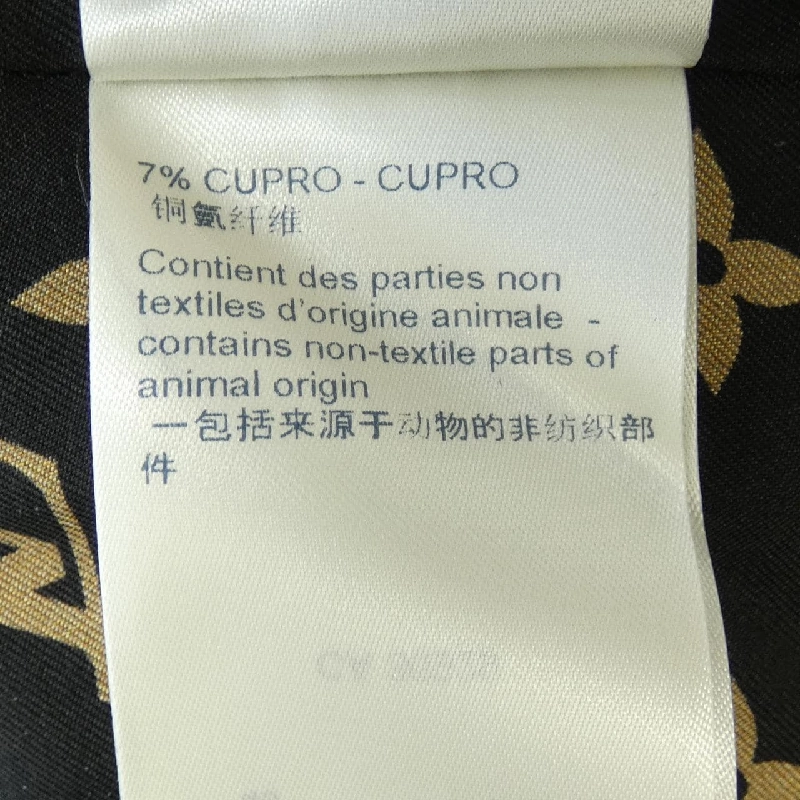 7% CUPRO - CUPRO
铜氨纤维
Contient des parties non
textiles d'origine animale -
contains non-textile parts of
animal origin
一包括来源于动物的非纺织部
件